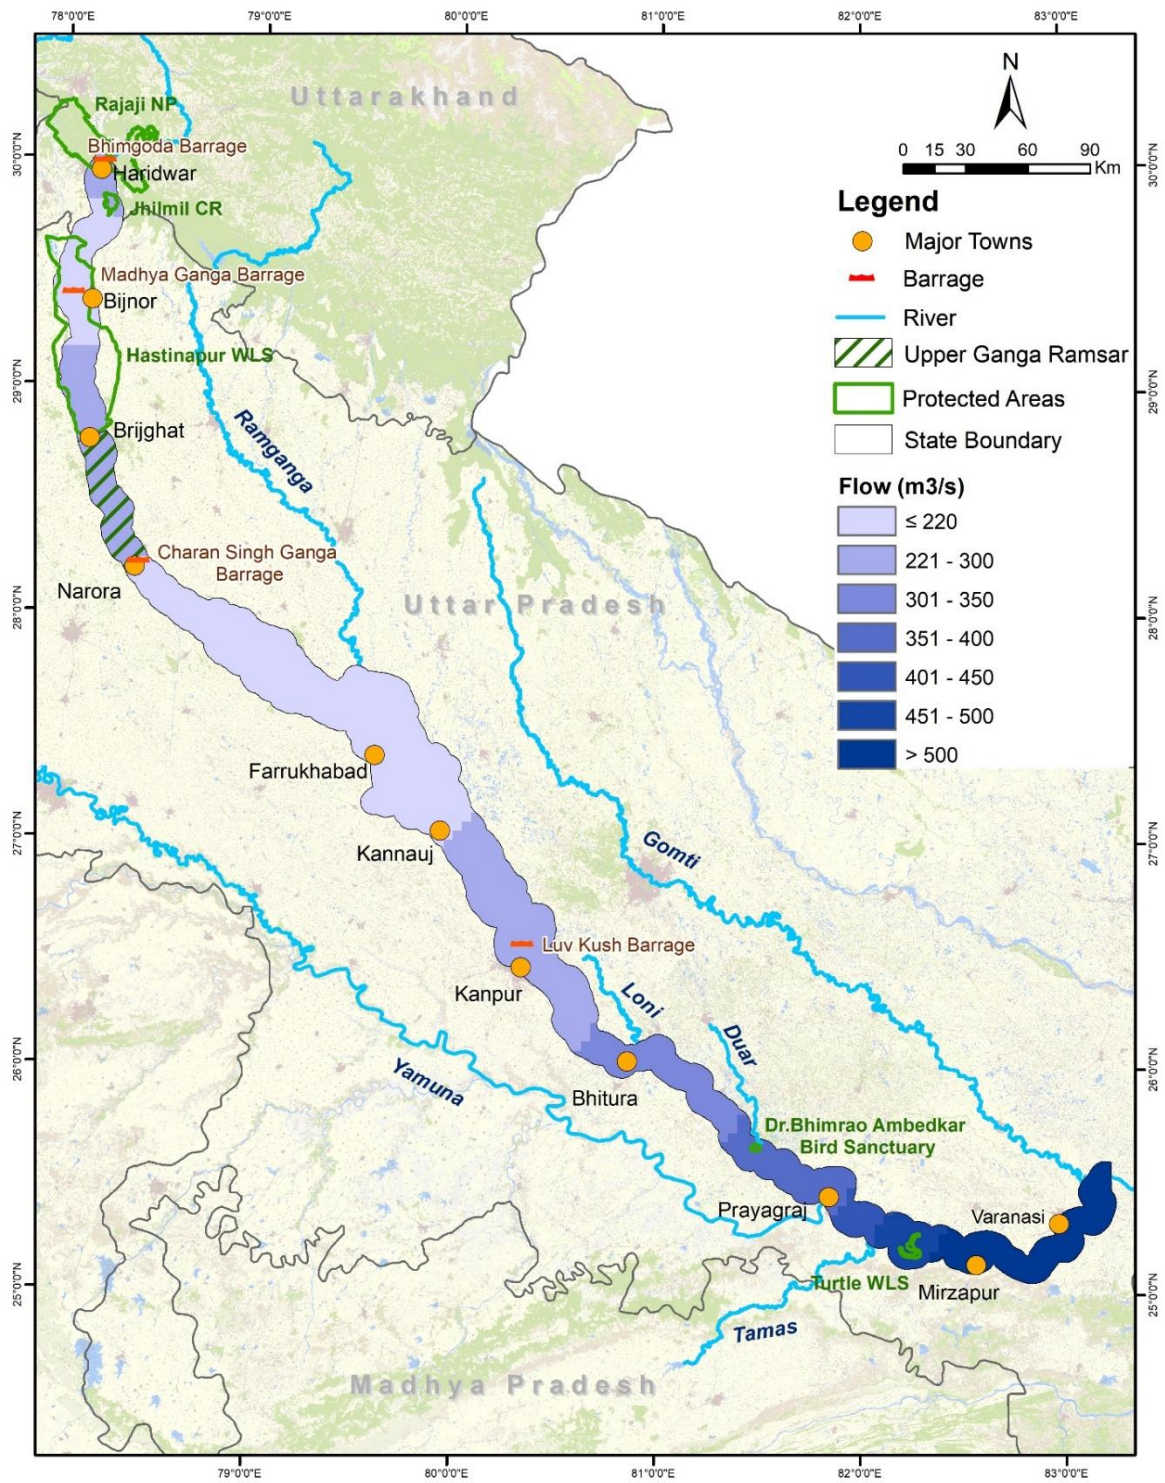 78°0'0"E 79°0'0"E 80°0'0"E 81°0'0"E 82°0'0"E 83°0'0"E
N
0 15 30 60 90 Km
Uttarakhand
Rajaji NP
Bhimgoda Barrage
30°0'0"N
30°0'0"N
Haridwar
Jhilmil CR
Legend
Major Towns
Barrage
River
Upper Ganga Ramsar
Protected Areas
State Boundary
Flow (m3/s)
≤ 220
221 - 300
301 - 350
351 - 400
401 - 450
451 - 500
> 500
Madhya Ganga Barrage
Bijnor
Hastinapur WLS
29°0'0"N
29°0'0"N
Brijghat
Ramganga
Charan Singh Ganga
Barrage
Narora
28°0'0"N
28°0'0"N
Uttar Pradesh
Farrukhabad
27°0'0"N
27°0'0"N
Kannauj
Gomti
Luv Kush Barrage
Kanpur
Loni
Duar
26°0'0"N
26°0'0"N
Yamuna
Bhitura
Dr.Bhimrao Ambedkar
Bird Sanctuary
Prayagraj
Varanasi
25°0'0"N
25°0'0"N
Turtle WLS
Mirzapur
Tamas
Madhya Pradesh
79°0'0"E 80°0'0"E 81°0'0"E 82°0'0"E 83°0'0"E